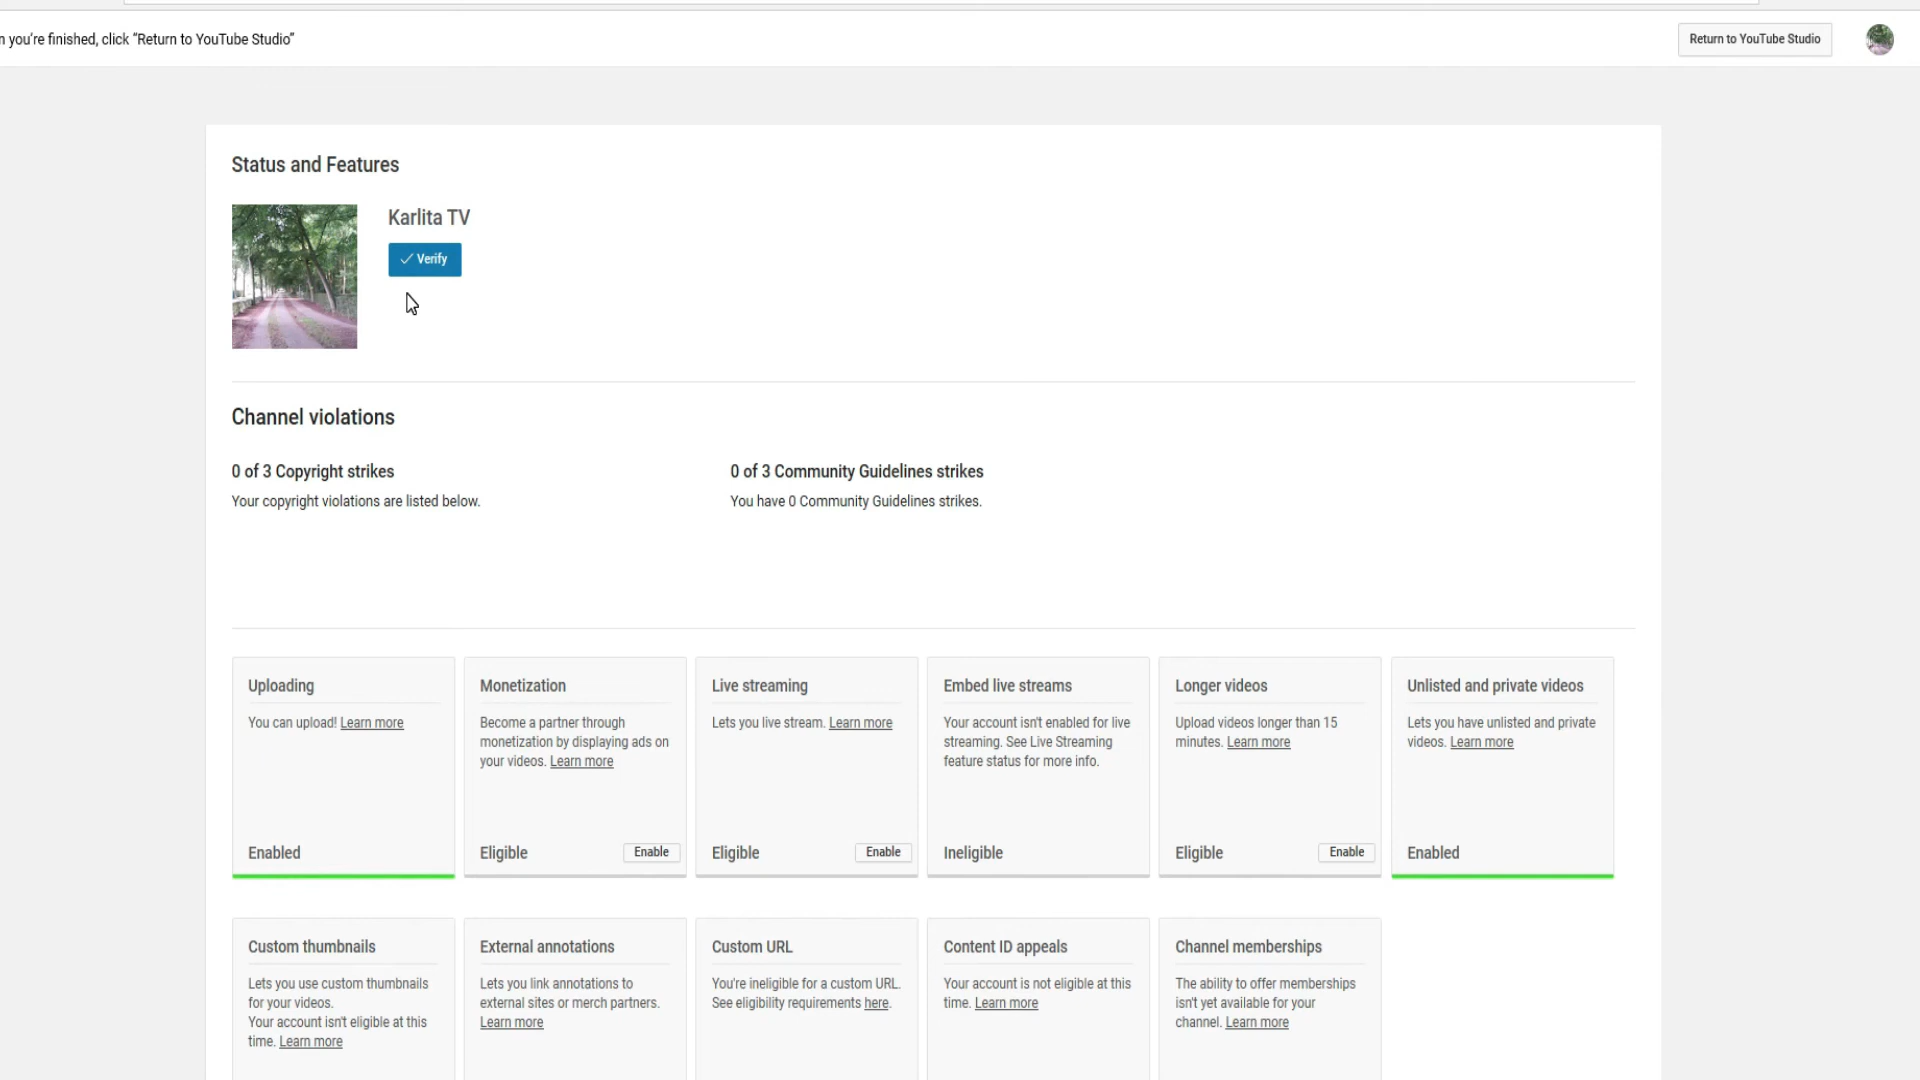 you're finished, click “Return to YouTube Studio”
Return to YouTube Studio
Status and Features
Karlita TV
Verify
Channel violations
0 of 3 Copyright strikes
Your copyright violations are listed below.
0 of 3 Community Guidelines strikes
You have 0 Community Guidelines strikes.
Uploading
You can upload! Learn more
Enabled
Monetization
Become a partner through
monetization by displaying ads on
your videos. Learn more
Eligible
Enable
Live streaming
Lets you live stream. Learn more
Eligible
Enable
Embed live streams
Your account isn't enabled for live
streaming. See Live Streaming
feature status for more info.
Ineligible
Longer videos
Upload videos longer than 15
minutes. Learn more
Eligible
Enable
Unlisted and private videos
Lets you have unlisted and private
videos. Learn more
Enabled
Custom thumbnails
Lets you use custom thumbnails
for your videos.
Your account isn't eligible at this
time. Learn more
External annotations
Lets you link annotations to
external sites or merch partners.
Learn more
Custom URL
You're ineligible for a custom URL.
See eligibility requirements here.
Content ID appeals
Your account is not eligible at this
time. Learn more
Channel memberships
The ability to offer memberships
isn't yet available for your
channel. Learn more